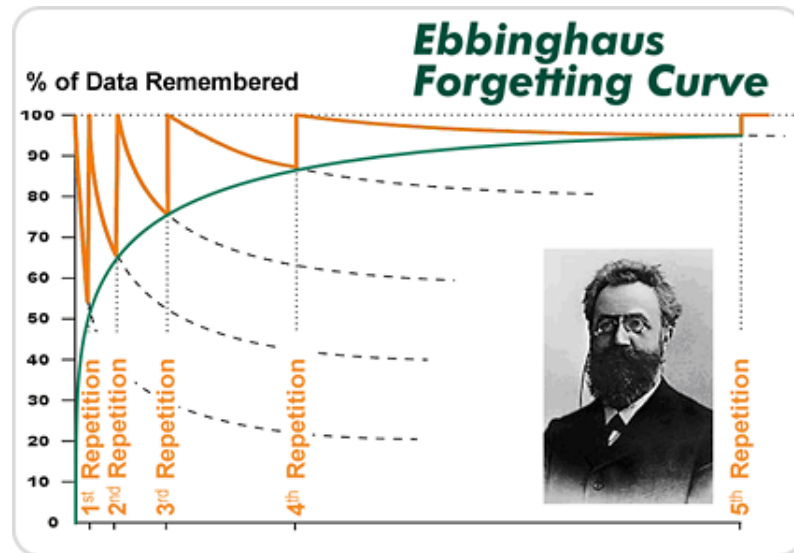 Ebbinghaus
Forgetting Curve
% of Data Remembered
100
90
80
70
60
50
40
30
20
10
0
1st Repetition
2nd Repetition
3rd Repetition
4th Repetition
5th Repetition